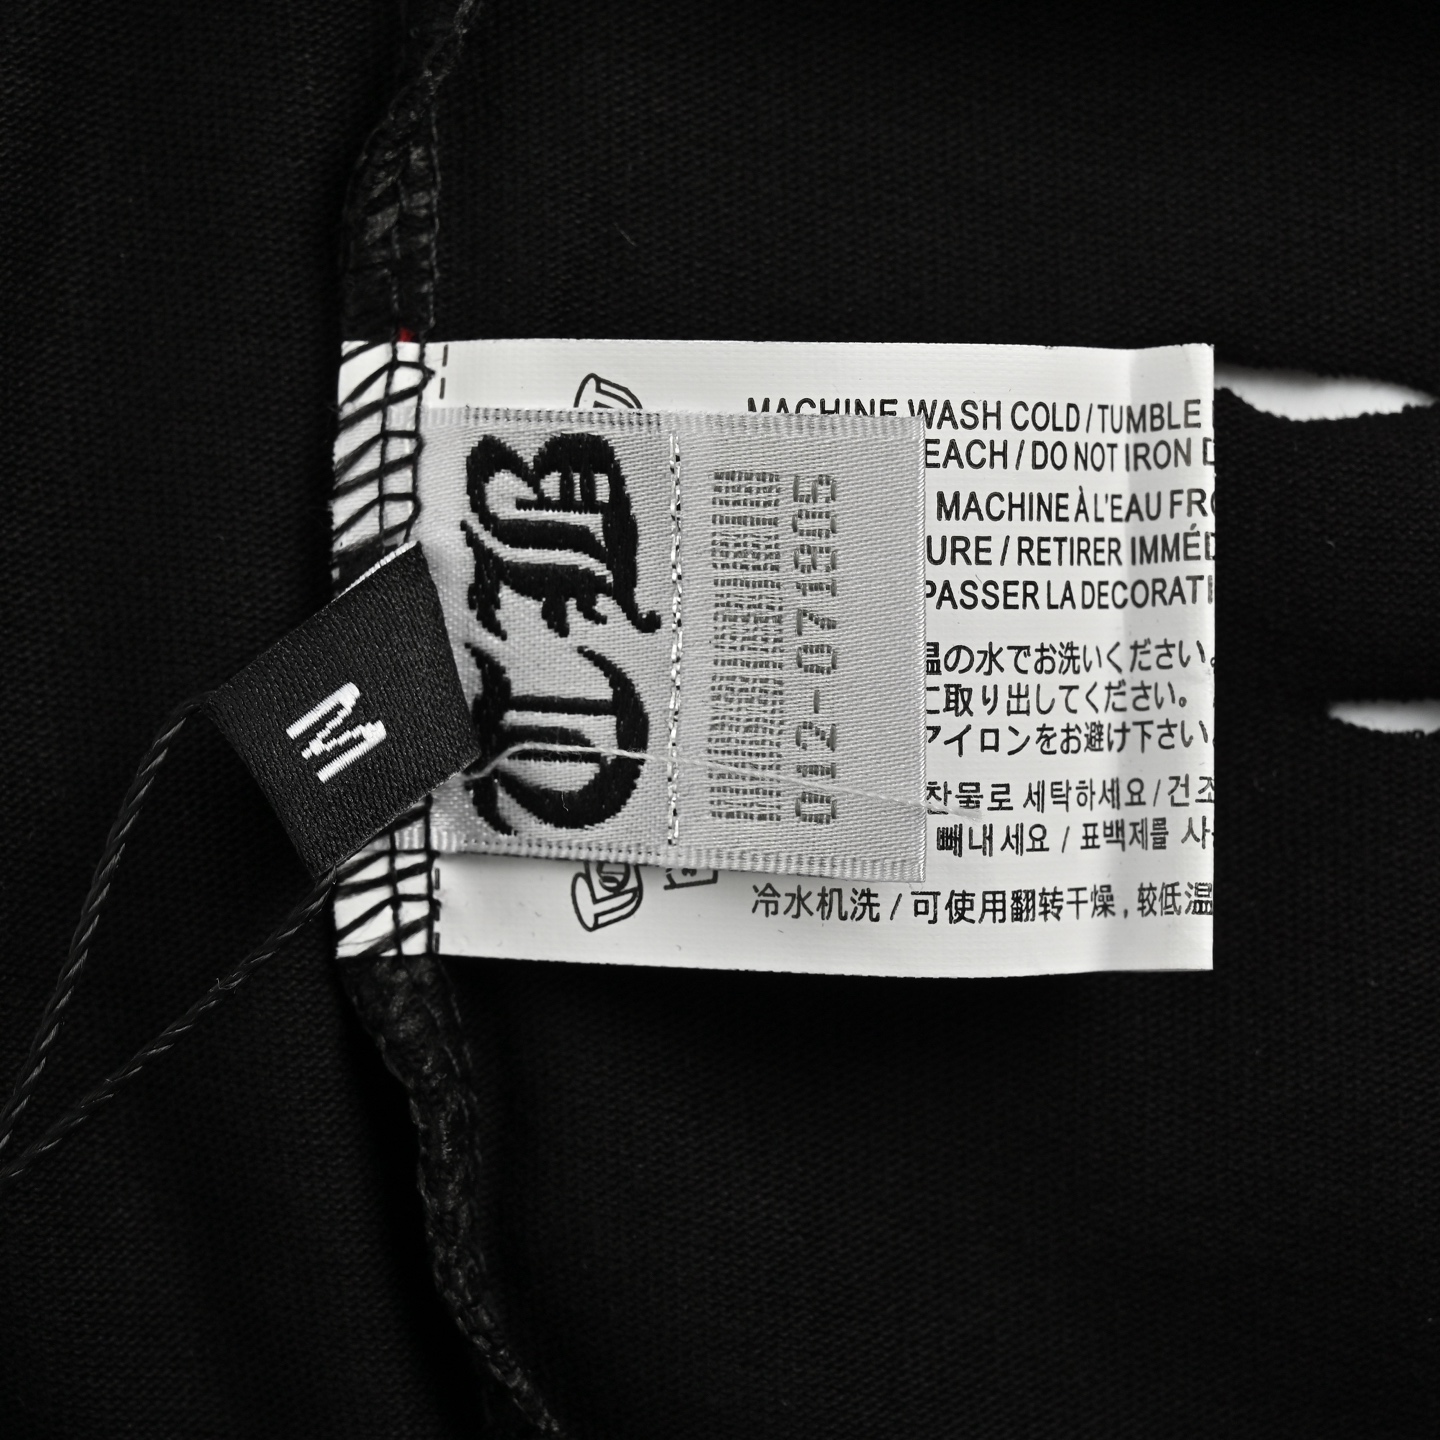 M
012-071905
MACHINE WASH COLD / TUMBLE
EACH / DO NOT IRON D
MACHINE À L'EAU FRO
URE / RETIRER IMMÉD
PASSER LA DECORATI
温の水でお洗いください。
に取り出してください。
アイロンをお避け下さい。
찬물로 세탁하세요 / 건조
빼내세요 / 표백제를 사
冷水机洗 / 可使用翻转干燥 , 较低温